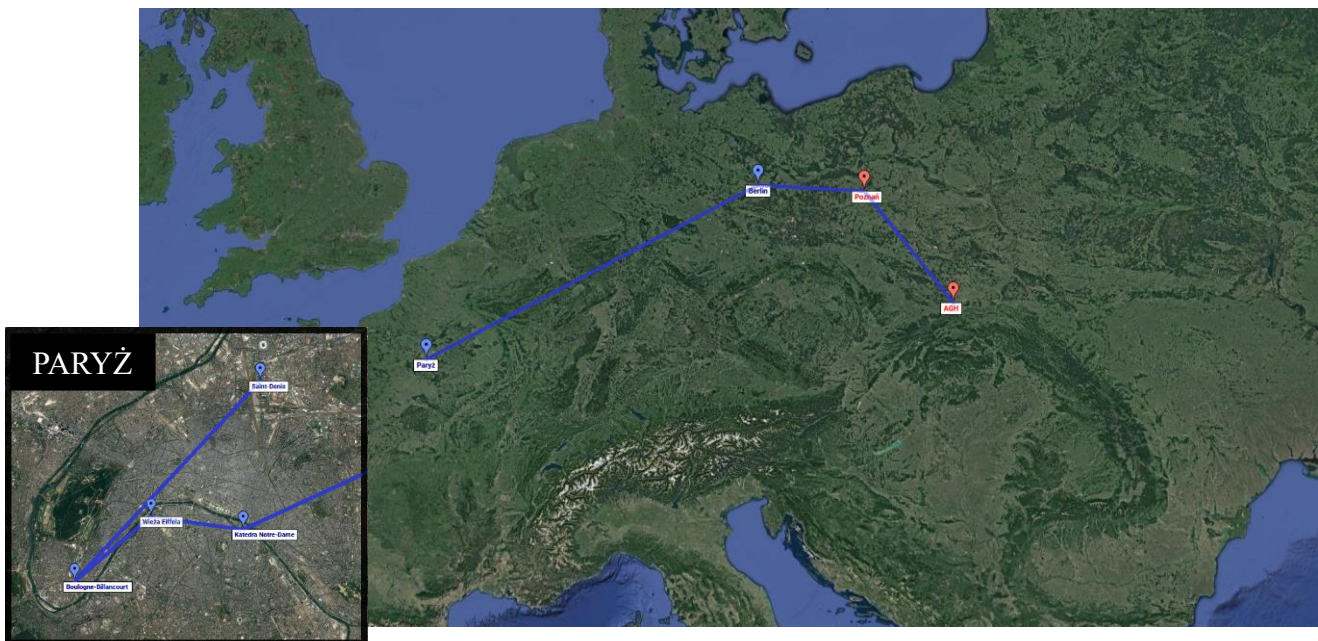 Berlin
Poznań
AGH
Paryż
PARYŻ
Saint-Denis
Wieża Eiffela
Katedra Notre-Dame
Boulogne-Billancourt